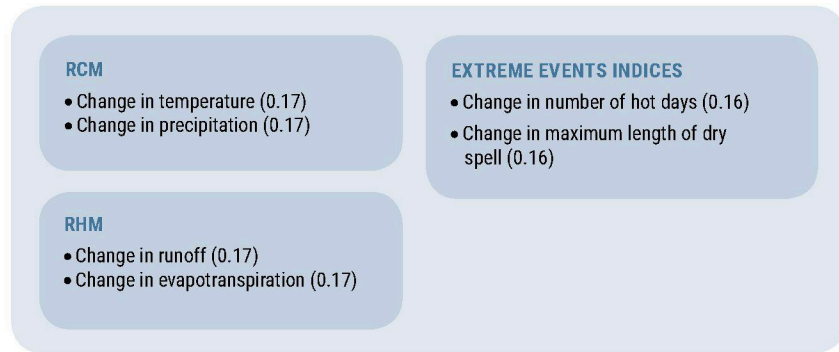 RCM
• Change in temperature (0.17)
• Change in precipitation (0.17)
RHM
• Change in runoff (0.17)
• Change in evapotranspiration (0.17)
EXTREME EVENTS INDICES
• Change in number of hot days (0.16)
• Change in maximum length of dry
spell (0.16)